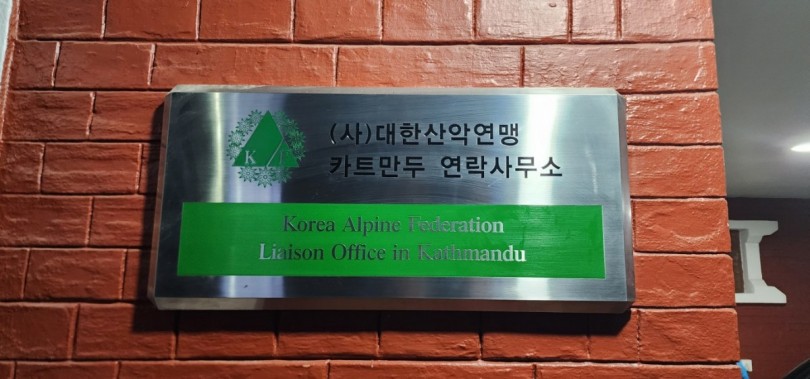 (사)대한산악연맹
카트만두 연락사무소
K
Korea Alpine Federation
Liaison Office in Kathmandu